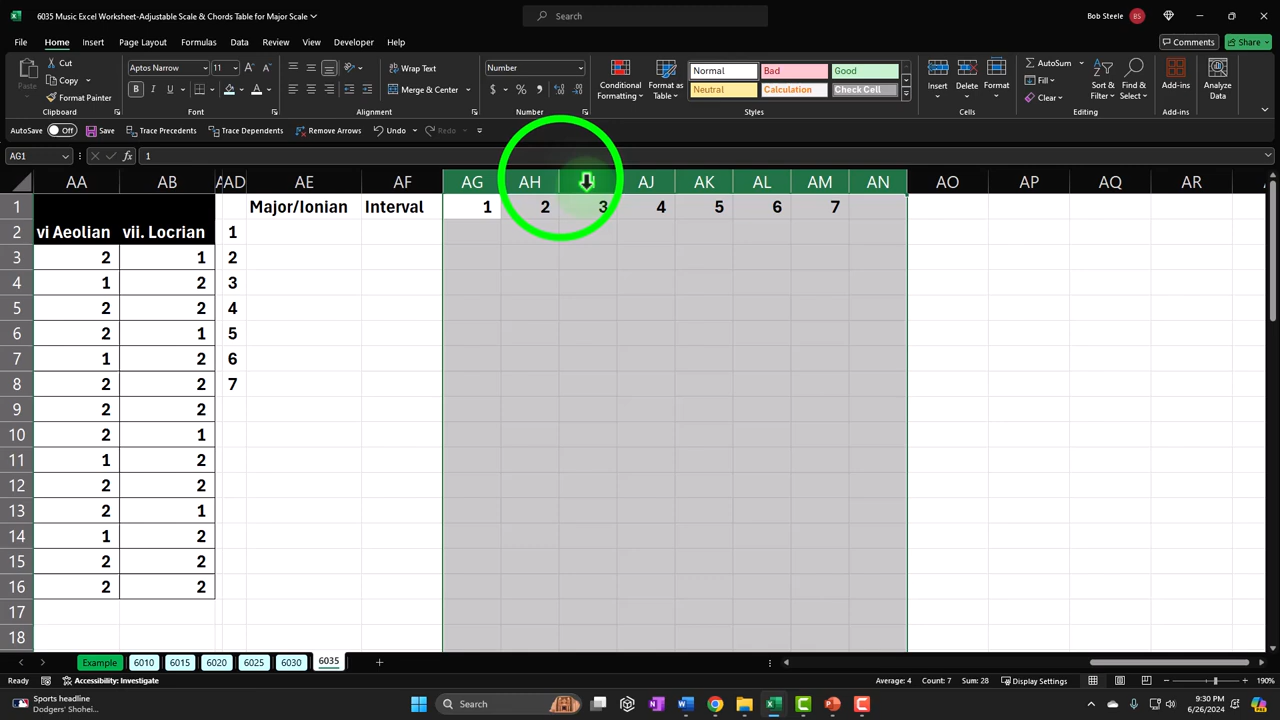 6035 Music Excel Worksheet-Adjustable Scale & Chords Table for Major Scale
Search
Bob Steele BS
File Home Insert Page Layout Formulas Data Review View Developer Help
Comments Share
Paste
Cut
Copy
Format Painter
Clipboard
Aptos Narrow 11
B I U
Font
Wrap Text
Merge & Center
Alignment
Number
Number
Conditional Formatting
Format as Table
Normal Bad Good
Neutral Calculation Check Cell
Styles
Insert Delete Format
Cells
AutoSum
Fill
Clear
Sort & Filter
Find & Select
Editing
Add-ins
Add-ins
Analyze Data
AutoSave Off Save Trace Precedents Trace Dependents Remove Arrows Undo Redo
AG1 fx 1
AA AB AD AE AF AG AH AJ AK AL AM AN AO AP AQ AR
1 Major/Ionian Interval 1 2 3 4 5 6 7
2 vi Aeolian vii. Locrian 1
3 2 1 2
4 1 2 3
5 2 2 4
6 2 1 5
7 1 2 6
8 2 2 7
9 2 2
10 2 1
11 1 2
12 2 2
13 2 1
14 1 2
15 2 2
16 2 2
17
18
Example 6010 6015 6020 6025 6030 6035
Ready Accessibility: Investigate Average: 4 Count: 7 Sum: 28 Display Settings 190%
Sports headline
Dodgers' Shohei...
Search
9:30 PM
6/26/2024